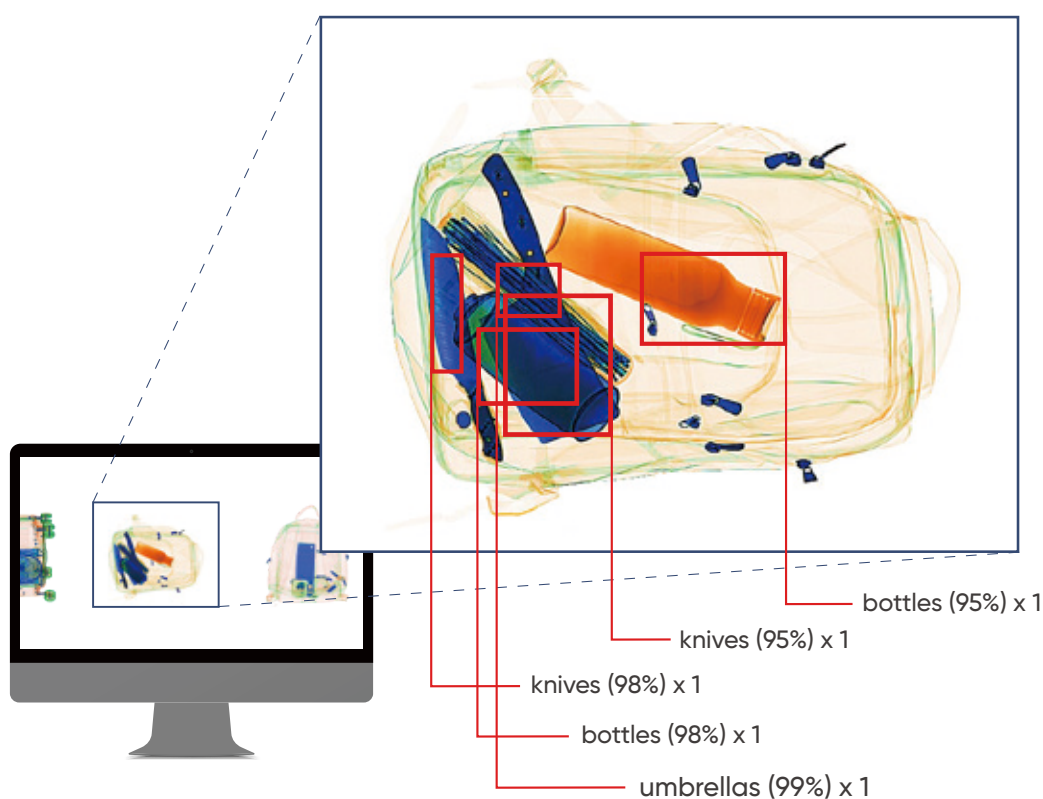 bottles (95%) x 1
knives (95%) x 1
knives (98%) x 1
bottles (98%) x 1
umbrellas (99%) x 1